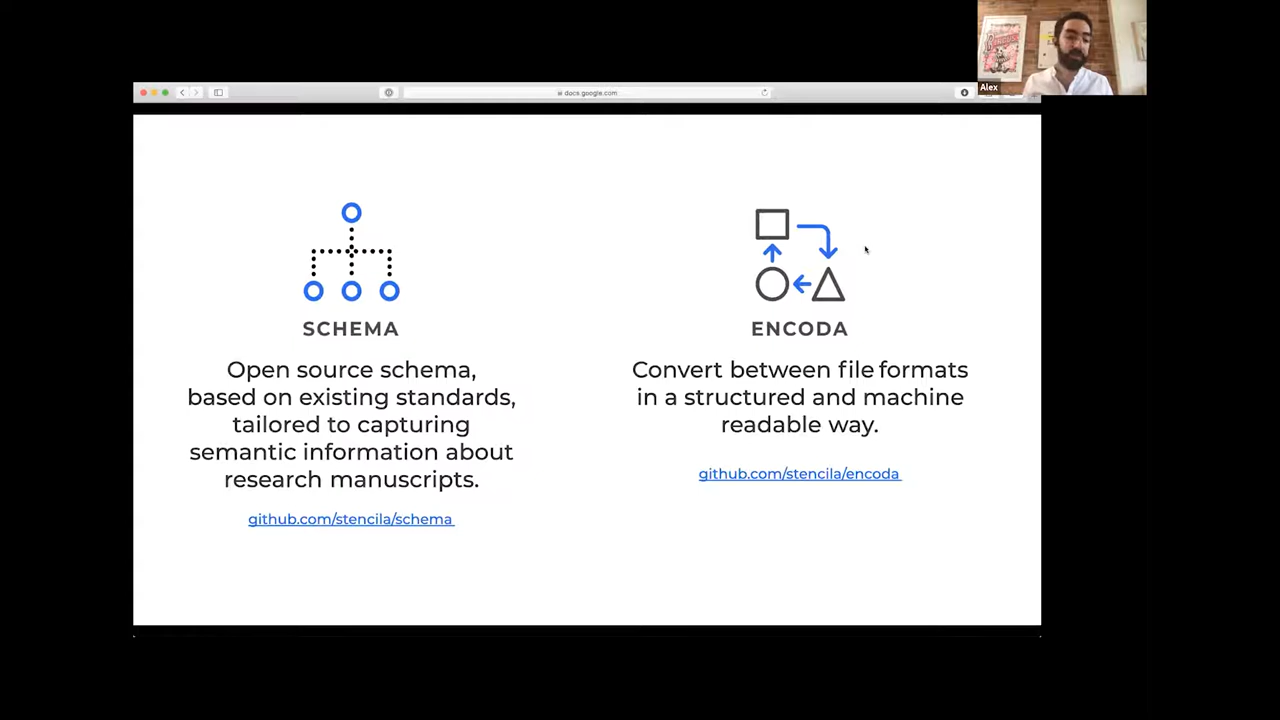 Alex
docs.google.com
SCHEMA
Open source schema,
based on existing standards,
tailored to capturing
semantic information about
research manuscripts.
github.com/stencila/schema
ENCODA
Convert between file formats
in a structured and machine
readable way.
github.com/stencila/encoda